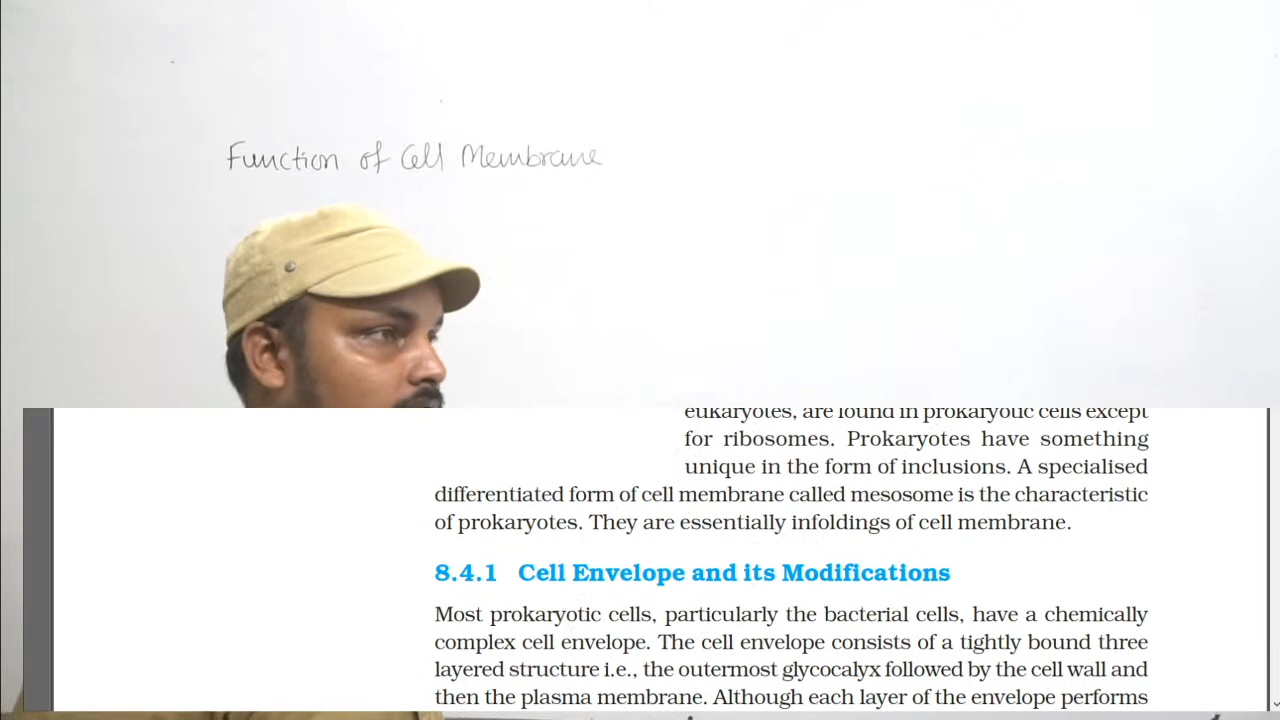 Function of Cell Membrane
eukaryotes, are found in prokaryotic cells except
for ribosomes. Prokaryotes have something
unique in the form of inclusions. A specialised
differentiated form of cell membrane called mesosome is the characteristic
of prokaryotes. They are essentially infoldings of cell membrane.
8.4.1 Cell Envelope and its Modifications
Most prokaryotic cells, particularly the bacterial cells, have a chemically
complex cell envelope. The cell envelope consists of a tightly bound three
layered structure i.e., the outermost glycocalyx followed by the cell wall and
then the plasma membrane. Although each layer of the envelope performs